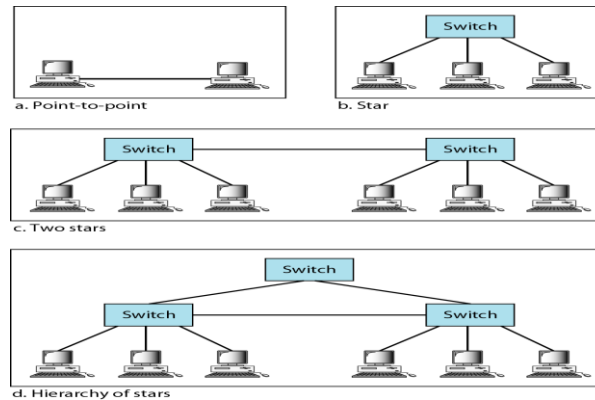 a. Point-to-point
Switch
b. Star
Switch
Switch
c. Two stars
Switch
Switch
Switch
d. Hierarchy of stars